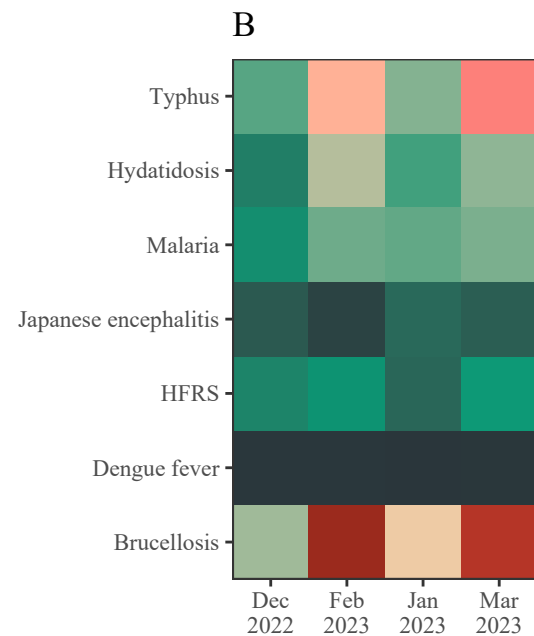 B
Typhus
Hydatidosis
Malaria
Japanese encephalitis
HFRS
Dengue fever
Brucellosis
Dec Feb Jan Mar
2022 2023 2023 2023